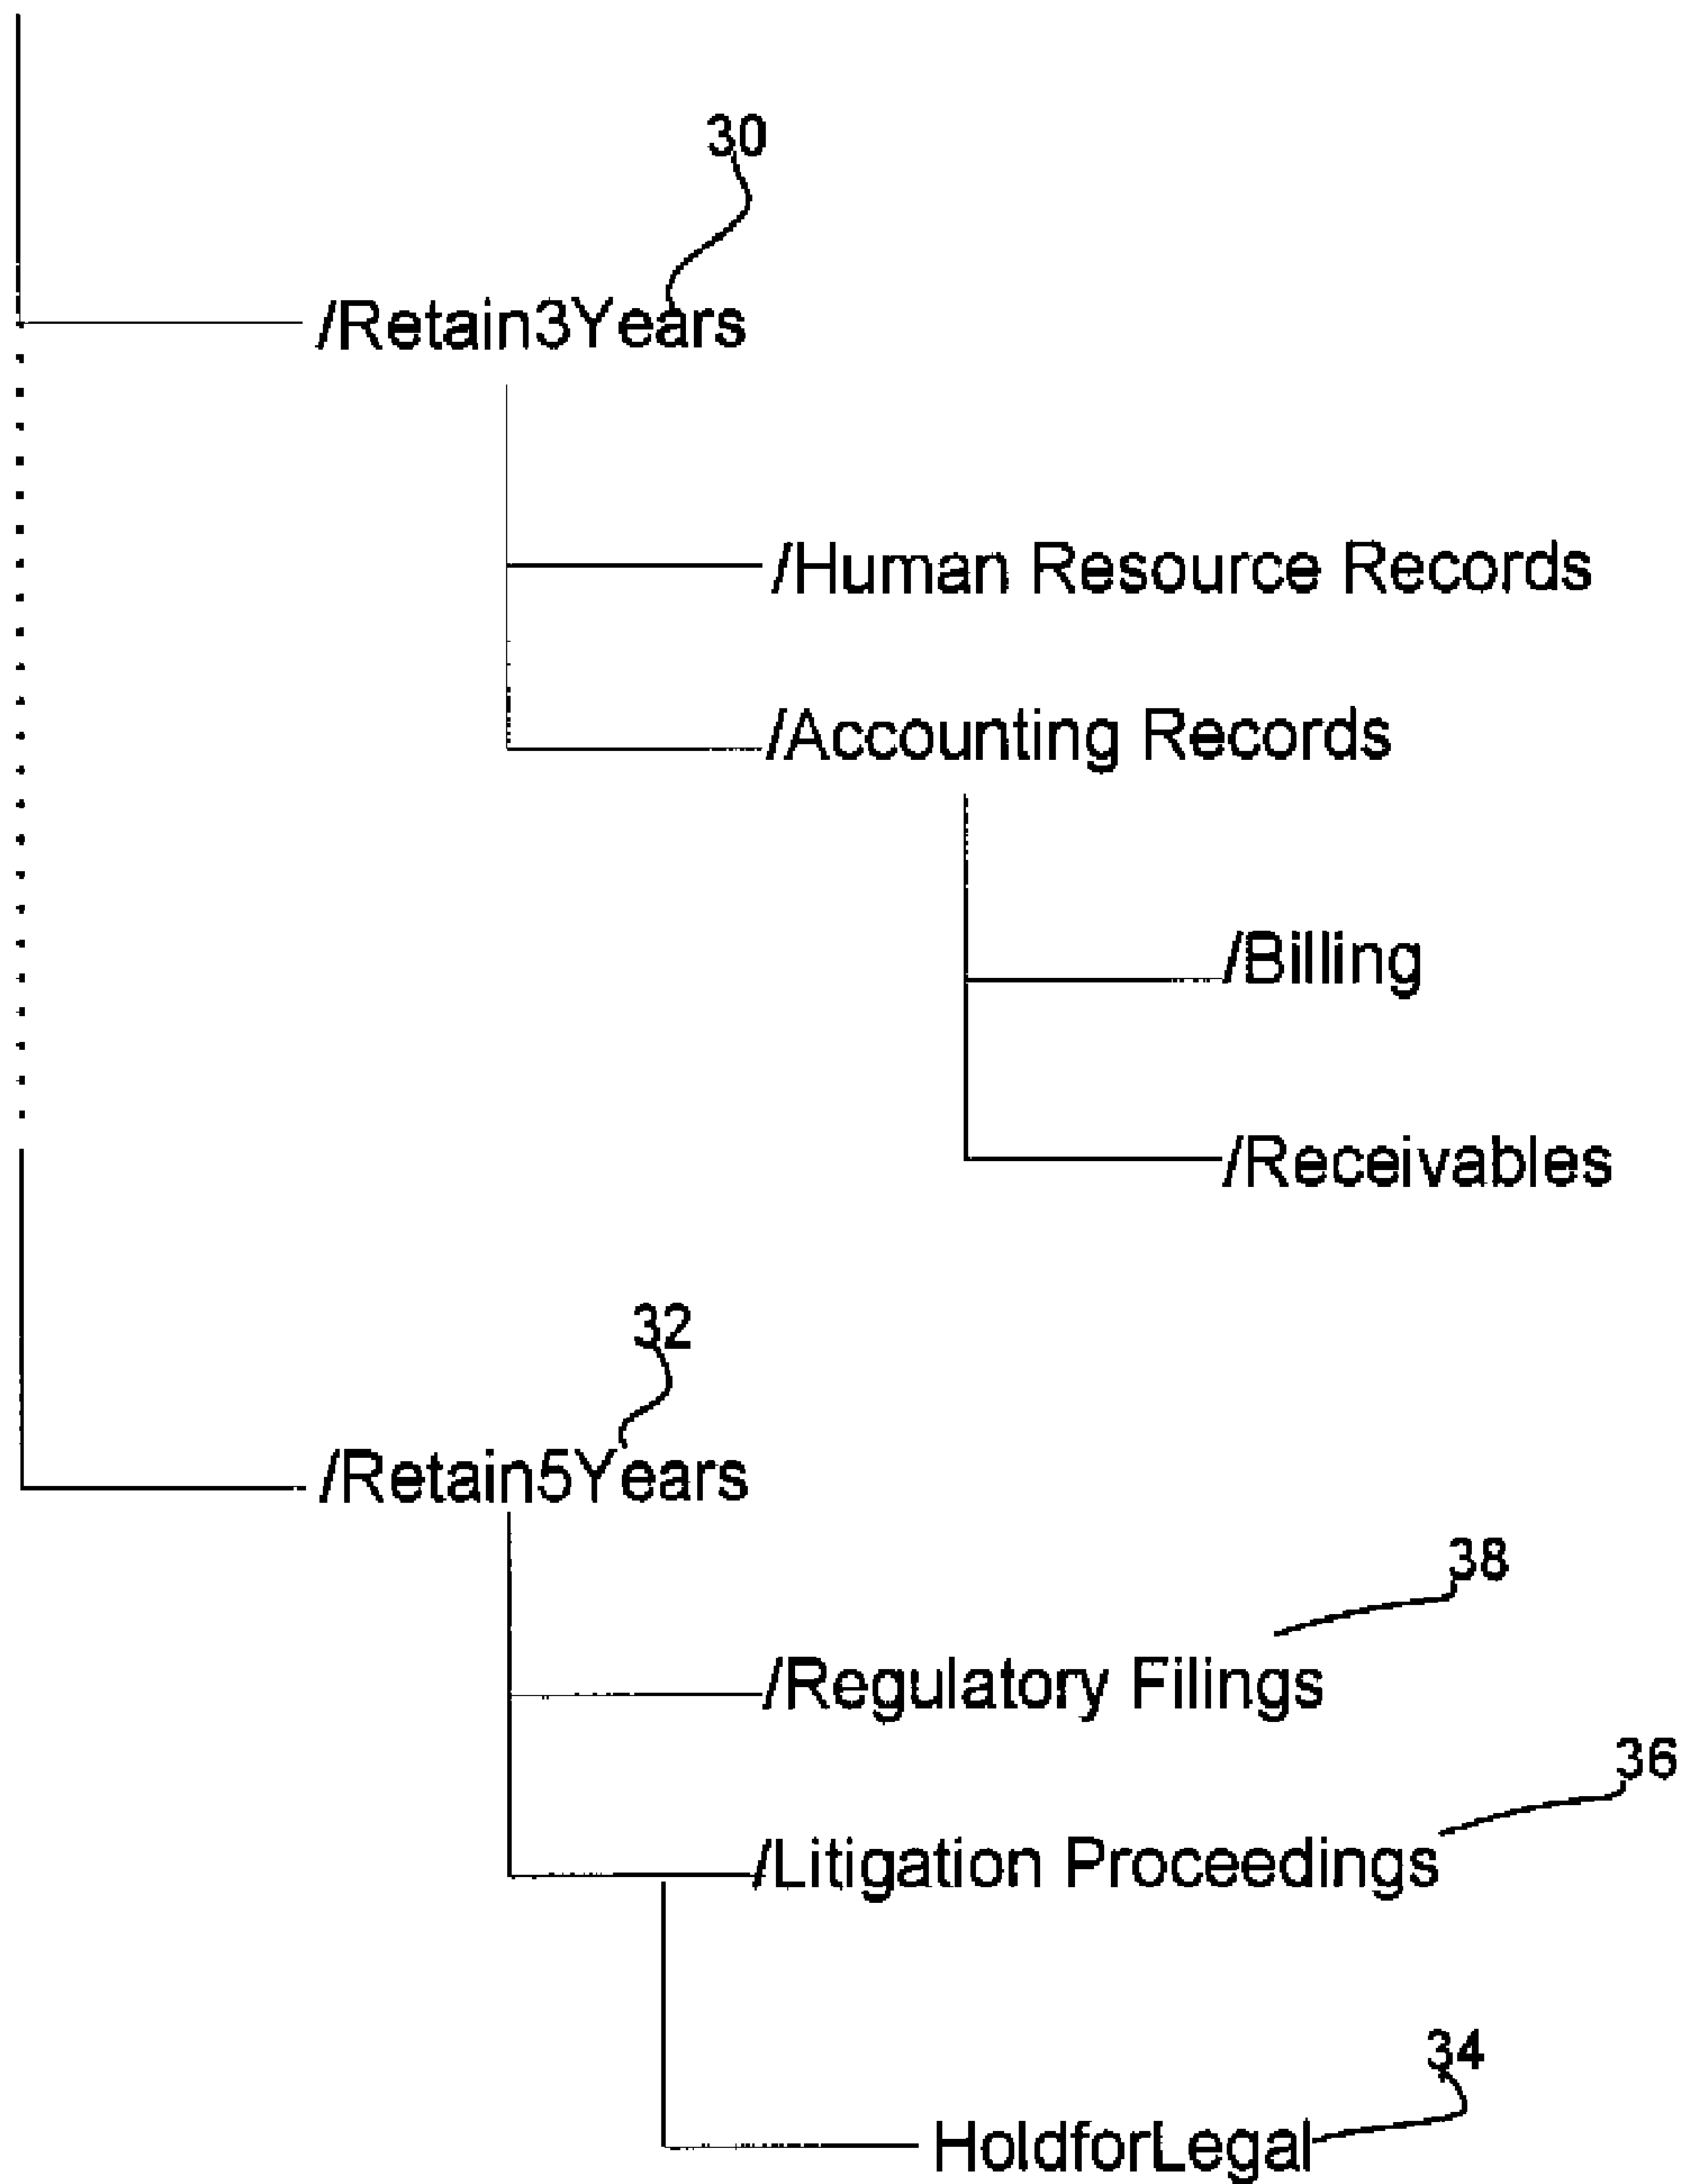 30
/Retain3Years
/Human Resource Records
/Accounting Records
/Billing
/Receivables
32
/Retain5Years
38
/Regulatory Filings
36
/Litigation Proceedings
34
HoldforLegal